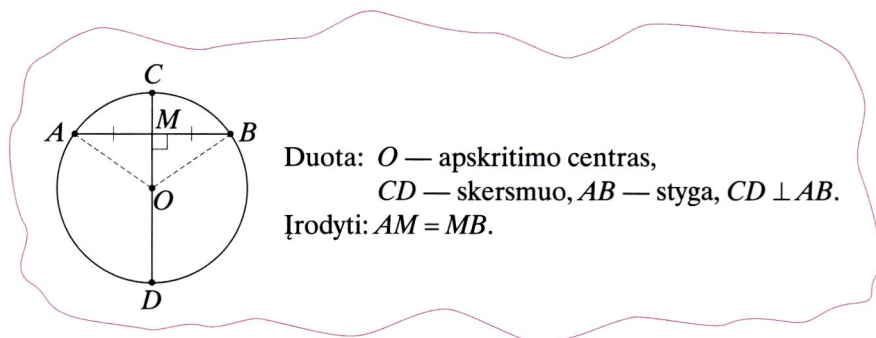 C
A M B
O
D
Duota: O — apskritimo centras,
CD — skersmuo, AB — styga, CD ⊥ AB.
Įrodyti: AM = MB.